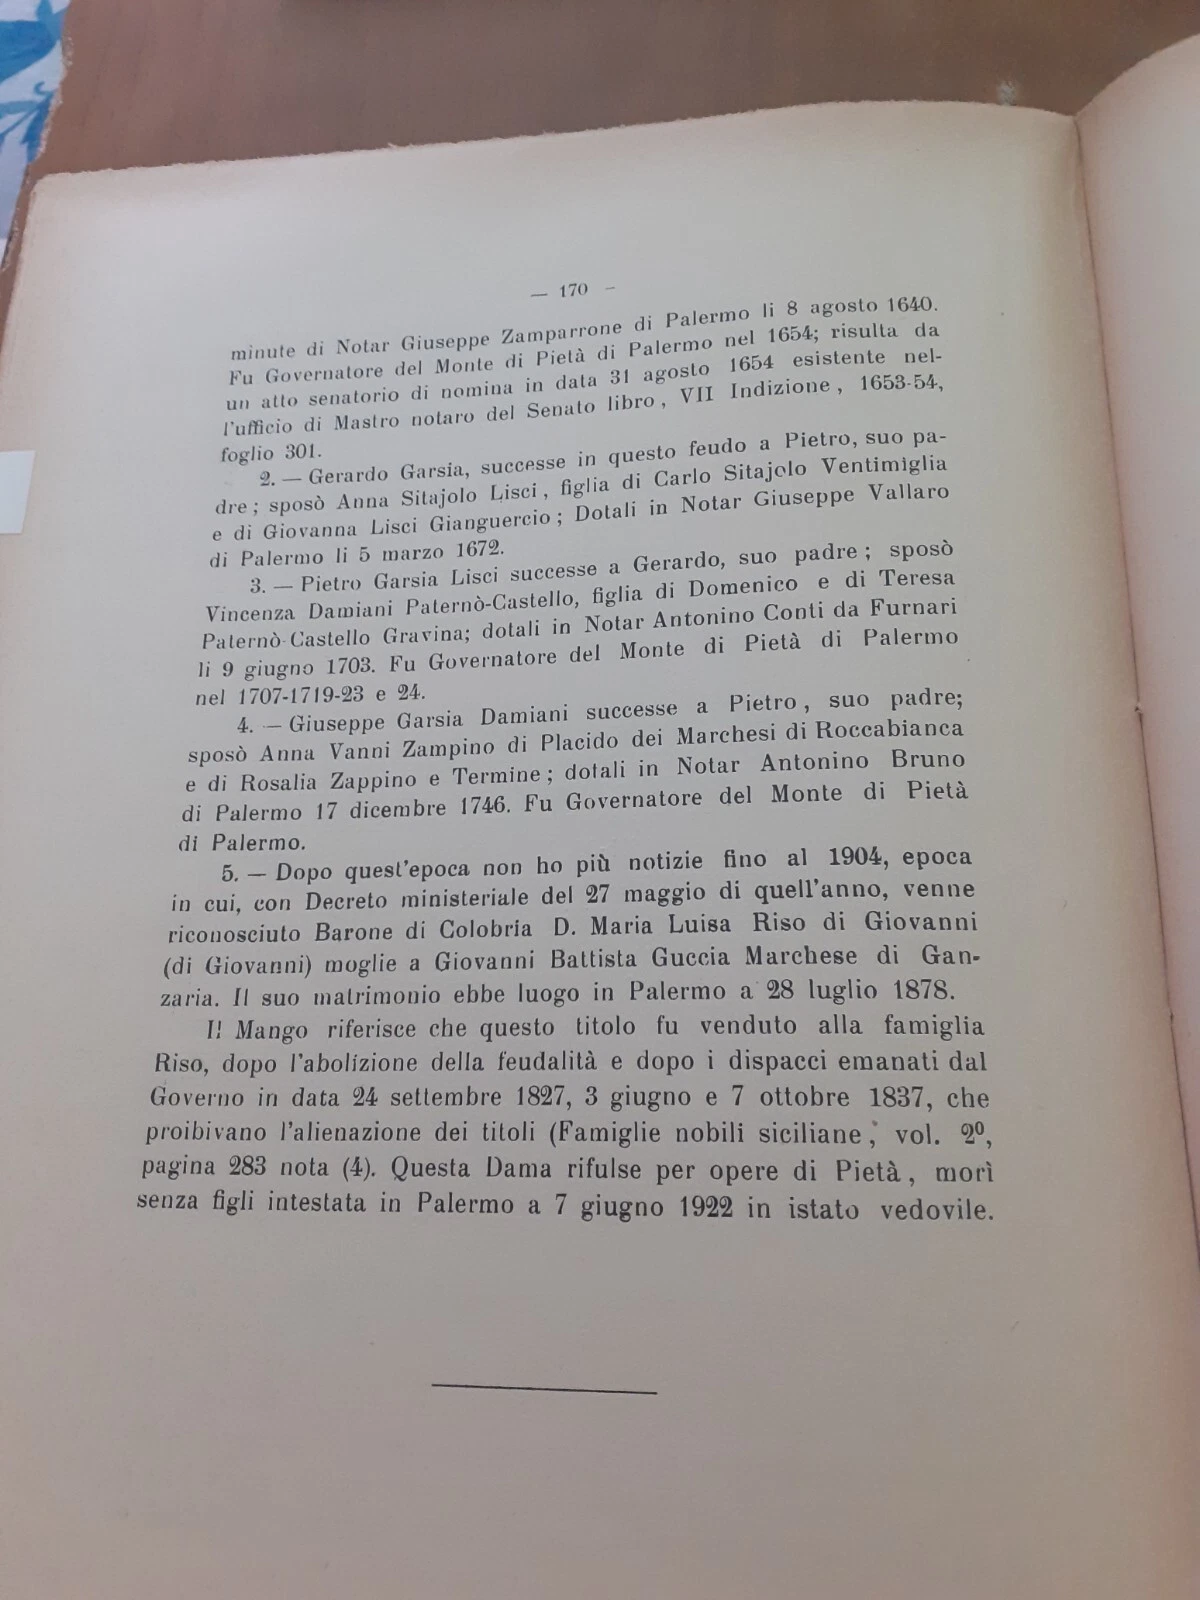 — 170 -
minute di Notar Giuseppe Zamparrone di Palermo li 8 agosto 1640.
Fu Governatore del Monte di Pietà di Palermo nel 1654; risulta da
un atto senatorio di nomina in data 31 agosto 1654 esistente nel-
l'ufficio di Mastro notaro del Senato libro, VII Indizione, 1653-54,
foglio 301.
2. — Gerardo Garsia, successe in questo feudo a Pietro, suo pa-
dre; sposò Anna Sitajolo Lisci, figlia di Carlo Sitajolo Ventimiglia
e di Giovanna Lisci Gianguercio; Dotali in Notar Giuseppe Vallaro
di Palermo li 5 marzo 1672.
3. — Pietro Garsia Lisci successe a Gerardo, suo padre; sposò
Vincenza Damiani Paternò-Castello, figlia di Domenico e di Teresa
Paternò-Castello Gravina; dotali in Notar Antonino Conti da Furnari
li 9 giugno 1703. Fu Governatore del Monte di Pietà di Palermo
nel 1707-1719-23 e 24.
4. — Giuseppe Garsia Damiani successe a Pietro, suo padre;
sposò Anna Vanni Zampino di Placido dei Marchesi di Roccabianca
e di Rosalia Zappino e Termine; dotali in Notar Antonino Bruno
di Palermo 17 dicembre 1746. Fu Governatore del Monte di Pietà
di Palermo.
5. — Dopo quest'epoca non ho più notizie fino al 1904, epoca
in cui, con Decreto ministeriale del 27 maggio di quell'anno, venne
riconosciuto Barone di Colobria D. Maria Luisa Riso di Giovanni
(di Giovanni) moglie a Giovanni Battista Guccia Marchese di Gan-
zaria. Il suo matrimonio ebbe luogo in Palermo a 28 luglio 1878.
Il Mango riferisce che questo titolo fu venduto alla famiglia
Riso, dopo l'abolizione della feudalità e dopo i dispacci emanati dal
Governo in data 24 settembre 1827, 3 giugno e 7 ottobre 1837, che
proibivano l'alienazione dei titoli (Famiglie nobili siciliane, vol. 2º,
pagina 283 nota (4). Questa Dama rifulse per opere di Pietà, morì
senza figli intestata in Palermo a 7 giugno 1922 in istato vedovile.